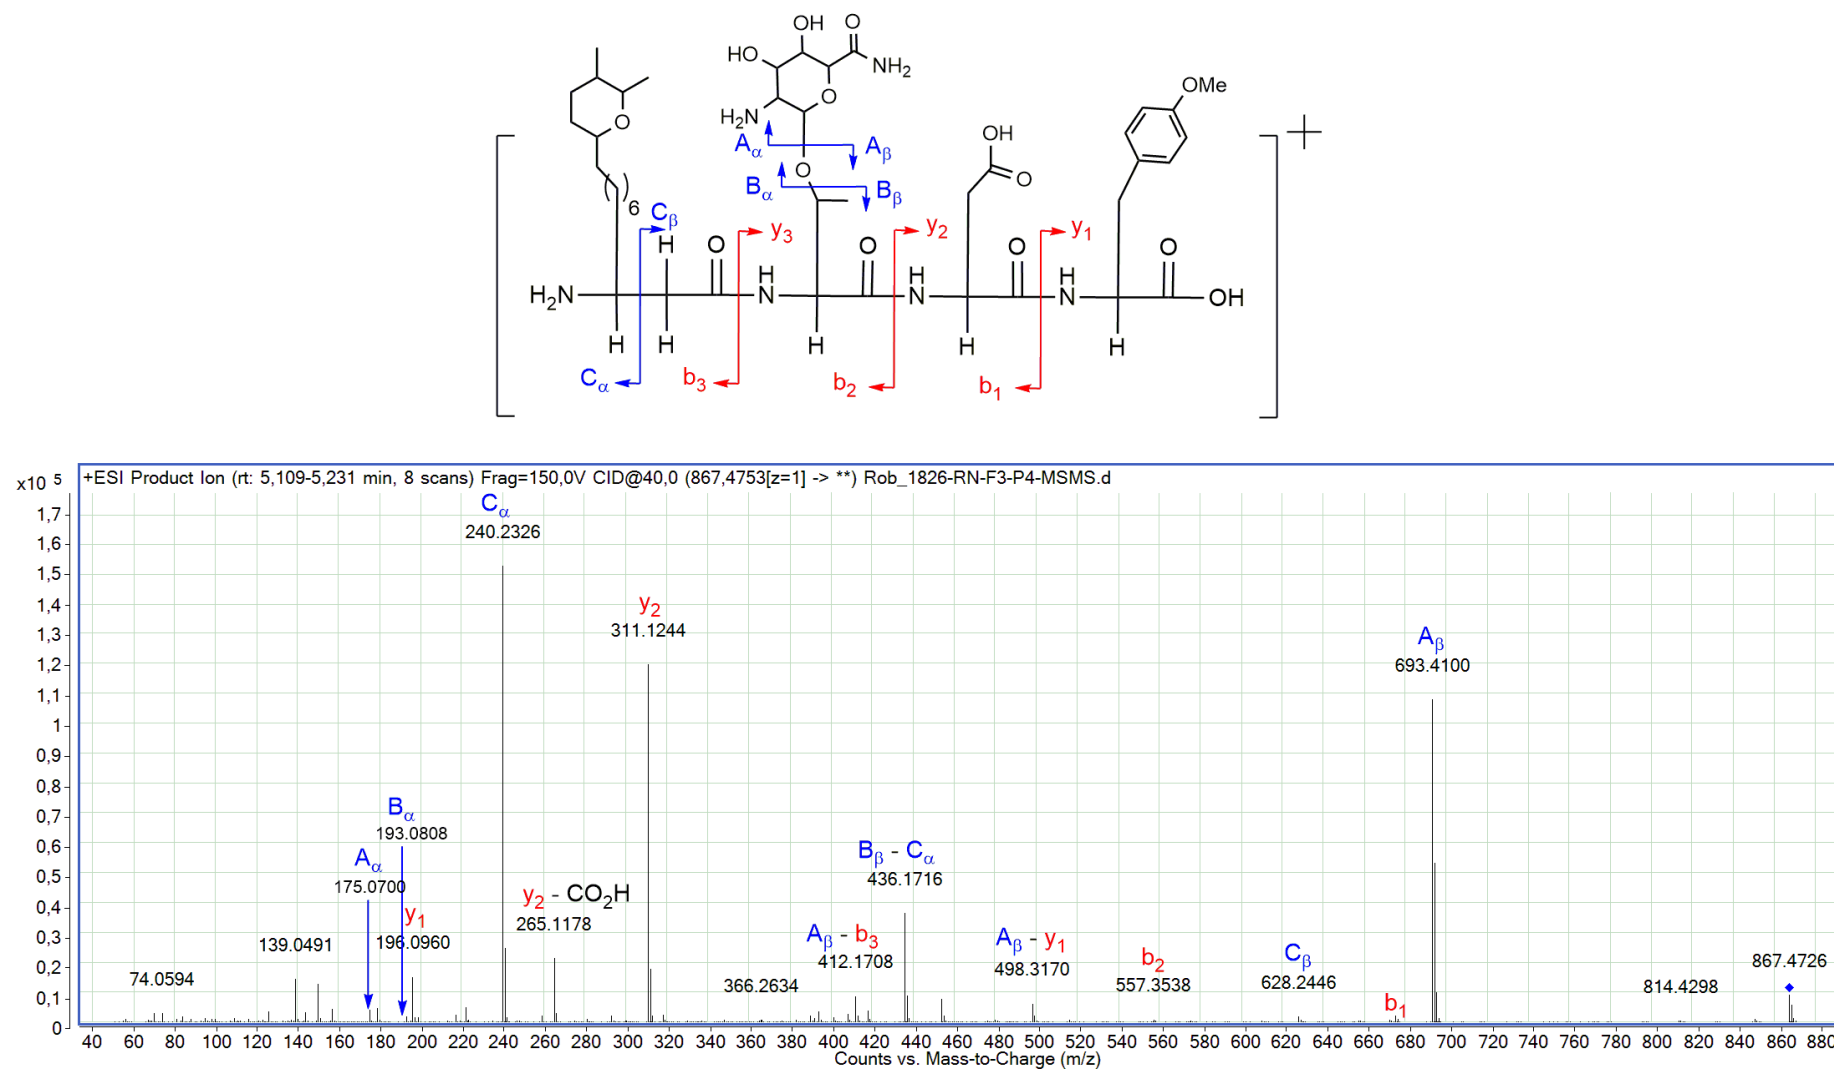 OH
O
HO
NH₂
O
H₂N
OMe
O
OH
O
6
Aα
Aβ
Bα
Bβ
Cβ
y₃
y₂
y₁
H
O
H
N
O
H
N
O
H
N
O
H₂N
OH
H
H
H
H
H
Cα
b₃
b₂
b₁
+
+ESI Product Ion (rt: 5,109-5,231 min, 8 scans) Frag=150,0V CID@40,0 (867,4753[z=1] -> **) Rob_1826-RN-F3-P4-MSMS.d
x10 5
1,7
1,6
1,5
1,4
1,3
1,2
1,1
1
0,9
0,8
0,7
0,6
0,5
0,4
0,3
0,2
0,1
0
Cα
240.2326
y₂
311.1244
Aβ
693.4100
Bα
193.0808
Aα
175.0700
y₁
196.0960
139.0491
74.0594
y₂ - CO₂H
265.1178
Bβ - Cα
436.1716
Aβ - b₃
412.1708
366.2634
Aβ - y₁
498.3170
b₂
557.3538
Cβ
628.2446
b₁
814.4298
867.4726
40 60 80 100 120 140 160 180 200 220 240 260 280 300 320 340 360 380 400 420 440 460 480 500 520 540 560 580 600 620 640 660 680 700 720 740 760 780 800 820 840 860 880
Counts vs. Mass-to-Charge (m/z)